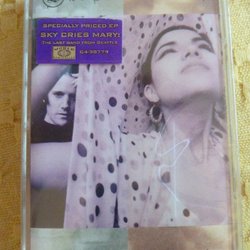 SPECIALLY PRICED EP
SKY CRIES MARY:
THE LAST BAND FROM SEATTLE